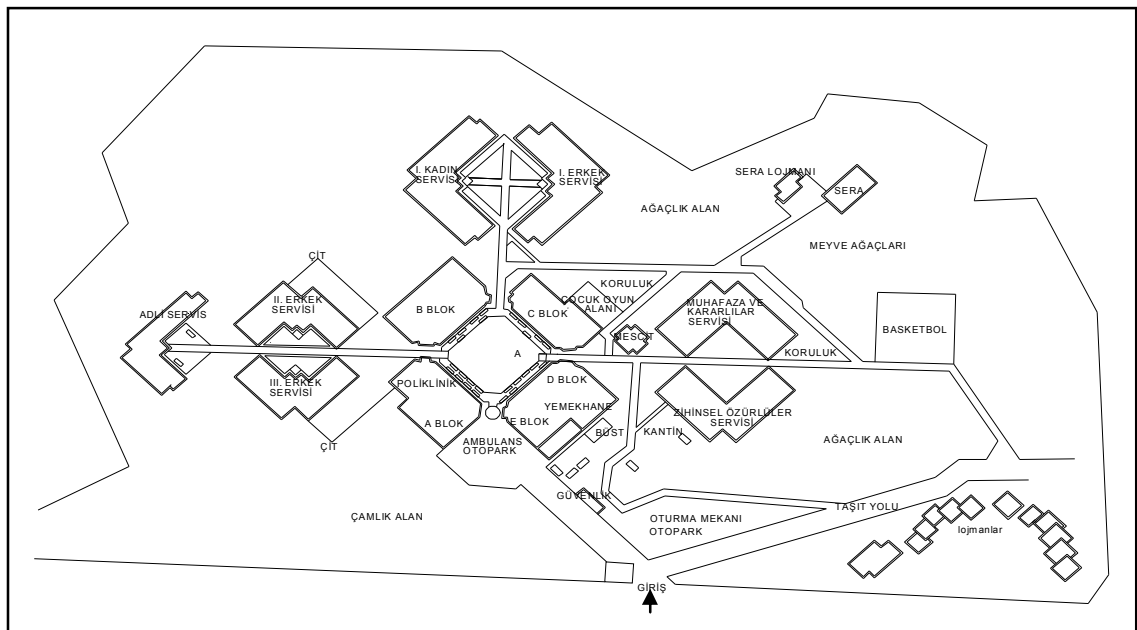 I. KADIN
SERVİSİ
I. ERKEK
SERVİSİ
SERA LOJMANI
SERA
AĞAÇLIK ALAN
MEYVE AĞAÇLARI
ÇİT
KORULUK
ÇOCUK OYUN
ALANI
II. ERKEK
SERVİSİ
ADLİ SERVİS
B BLOK
C BLOK
MUHAFAZA VE
KARARLILAR
SERVİSİ
MESCİT
BASKETBOL
A
KORULUK
III. ERKEK
SERVİSİ
POLİKLİNİK
D BLOK
YEMEKHANE
A BLOK
E BLOK
ZİHİNSEL ÖZÜRLÜLER
SERVİSİ
BÜST
KANTİN
AĞAÇLIK ALAN
ÇİT
AMBULANS
OTOPARK
GÜVENLİK
ÇAMLIK ALAN
OTURMA MEKANI
OTOPARK
TAŞIT YOLU
lojmanlar
GİRİŞ